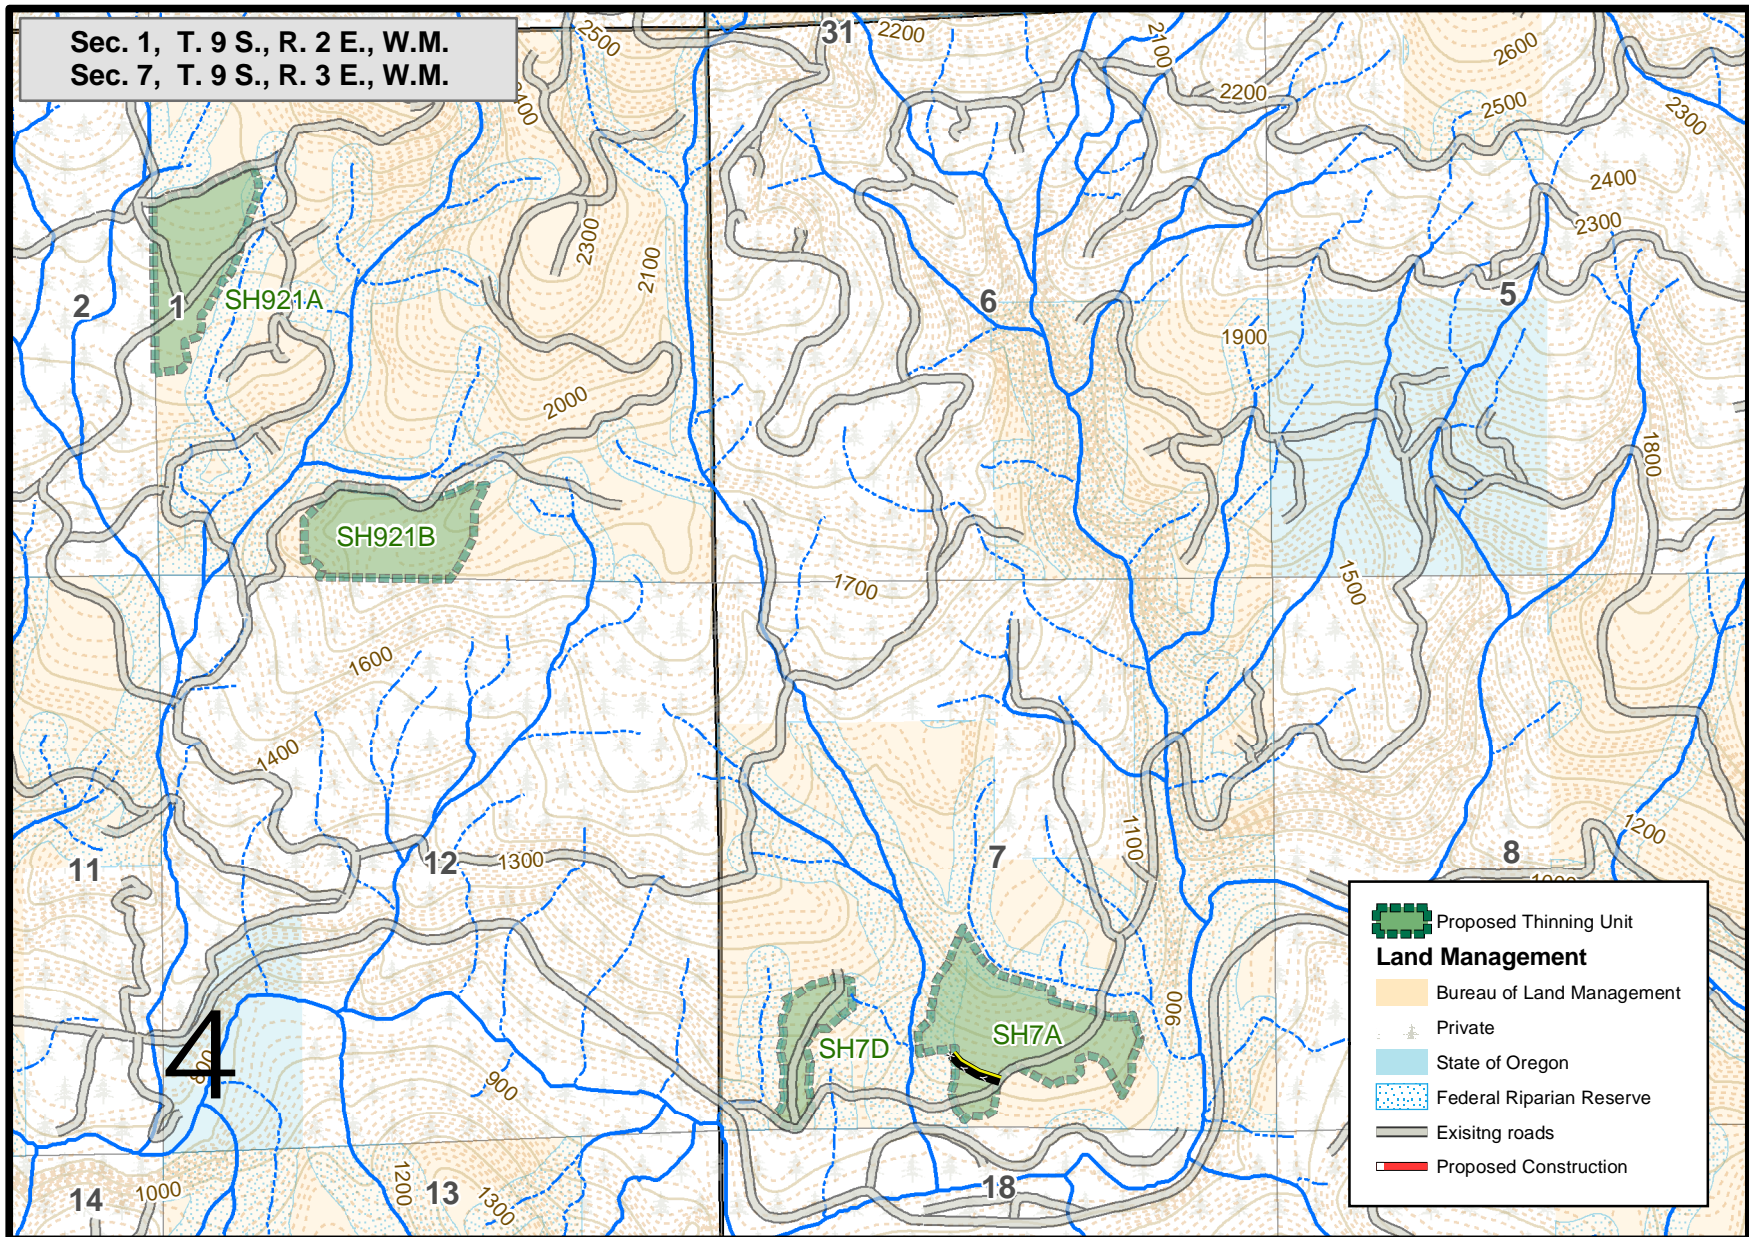 Sec. 1, T. 9 S., R. 2 E., W.M.
Sec. 7, T. 9 S., R. 3 E., W.M.
31
2200
2500
2100
2600
2200
2500
2300
2400
2300
2300
2100
2400
2
1
SH921A
6
5
1900
2000
1800
SH921B
1700
1500
1600
1400
1100
1200
11
12
1300
7
8
4
800
900
SH7D
SH7A
900
14
1000
1200
13
1300
18
Proposed Thinning Unit
Land Management
Bureau of Land Management
Private
State of Oregon
Federal Riparian Reserve
Exisitng roads
Proposed Construction